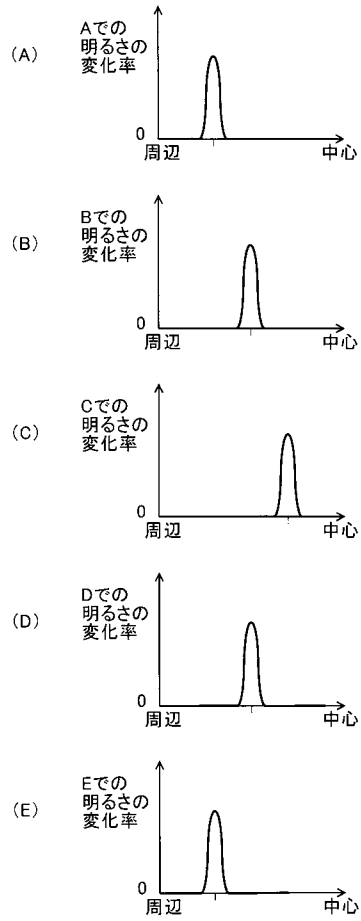 (A)
Aでの
明るさの
変化率
0
周辺 中心
(B)
Bでの
明るさの
変化率
0
周辺 中心
(C)
Cでの
明るさの
変化率
0
周辺 中心
(D)
Dでの
明るさの
変化率
0
周辺 中心
(E)
Eでの
明るさの
変化率
0
周辺 中心